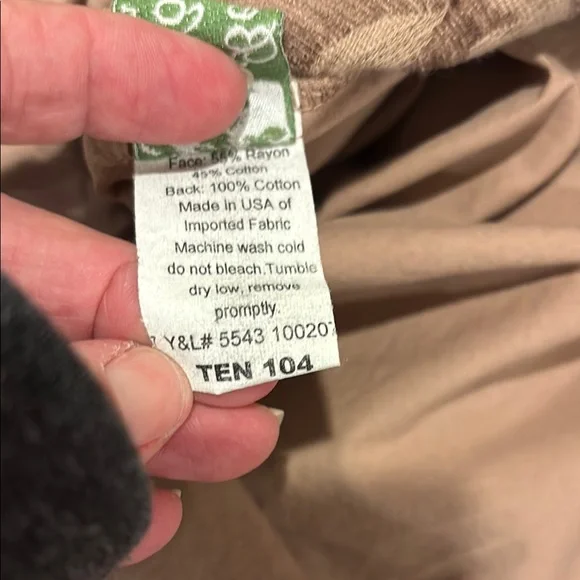 Face: 55% Rayon
45% Cotton
Back: 100% Cotton
Made in USA of
Imported Fabric
Machine wash cold
do not bleach.Tumble
dry low, remove
promptly.
Y&L# 5543 10020
TEN 104